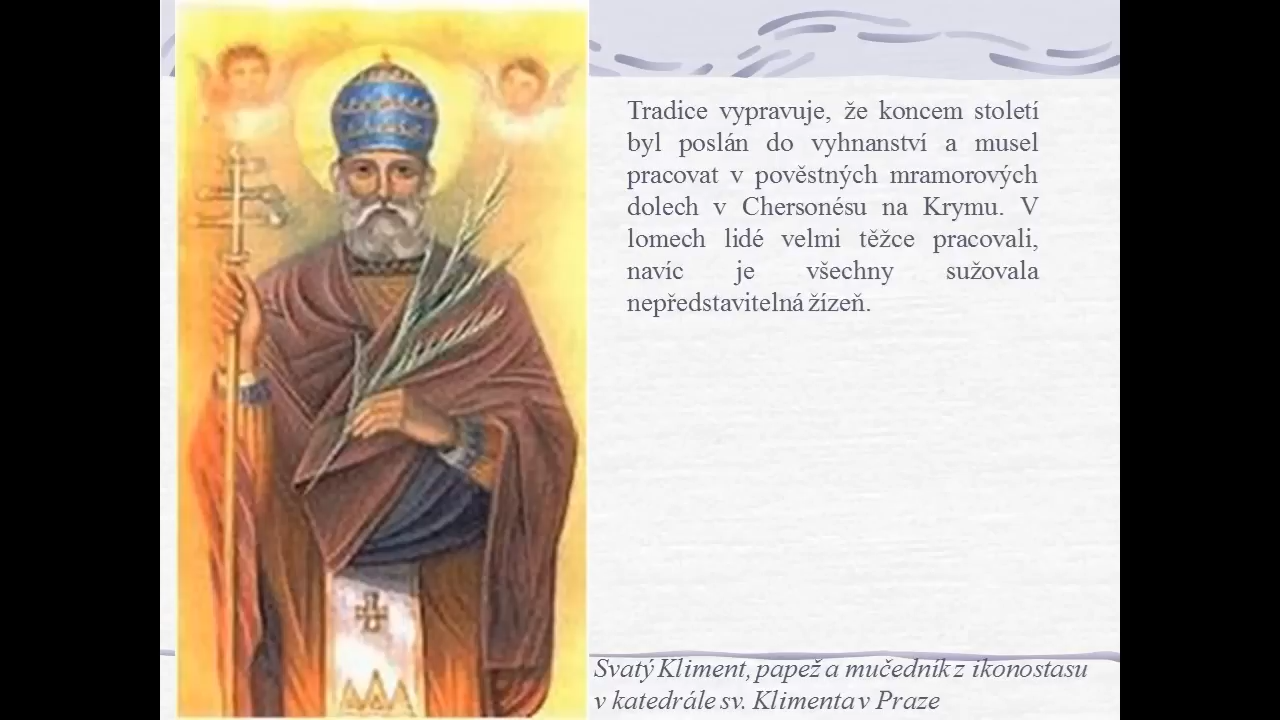 Tradice vypravuje, že koncem století
byl poslán do vyhnanství a musel
pracovat v pověstných mramorových
dolech v Chersonésu na Krymu. V
lomech lidé velmi těžce pracovali,
navíc je všechny sužovala
nepředstavitelná žízeň.
Svatý Kliment, papež a mučedník z ikonostasu
v katedrále sv. Klimenta v Praze